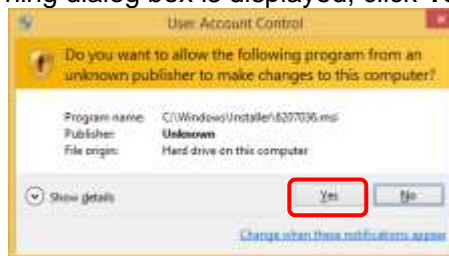 ning dialog box is displayed, click
User Account Control
Do you want to allow the following program from an
unknown publisher to make changes to this computer?
Program name: C:\Windows\Installer\8207036.msi
Publisher: Unknown
File origin: Hard drive on this computer
Show details
Yes
No
Change when these notifications appear